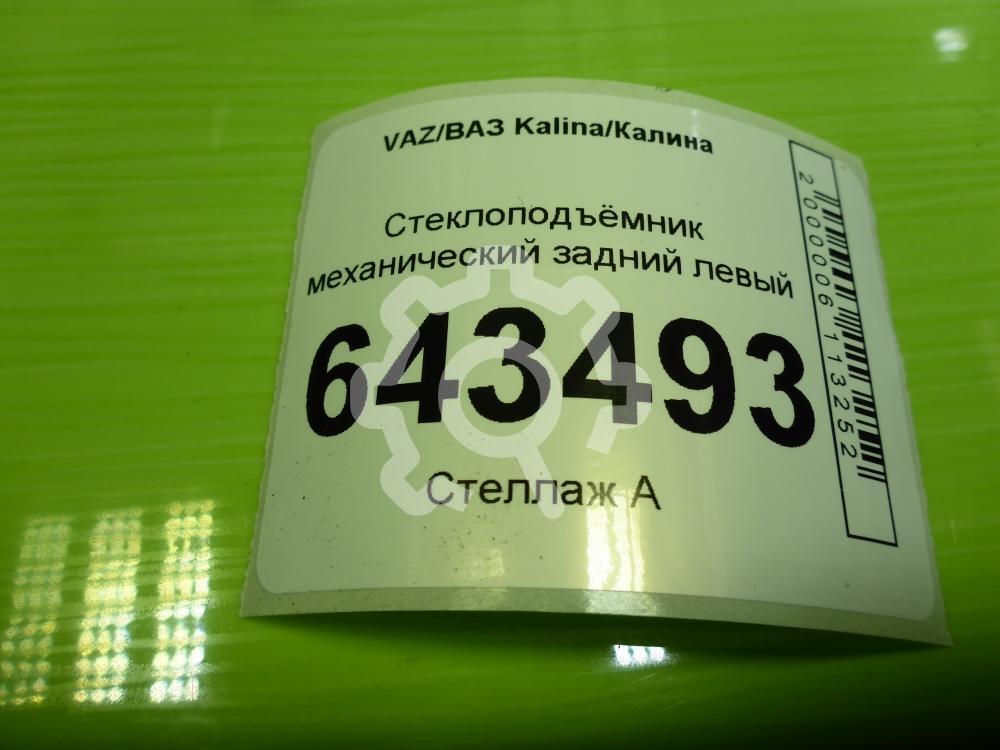 VAZ/ВАЗ Kalina/Калина
Стеклоподъёмник
механический задний левый
643493
Стеллаж А
2000006113252